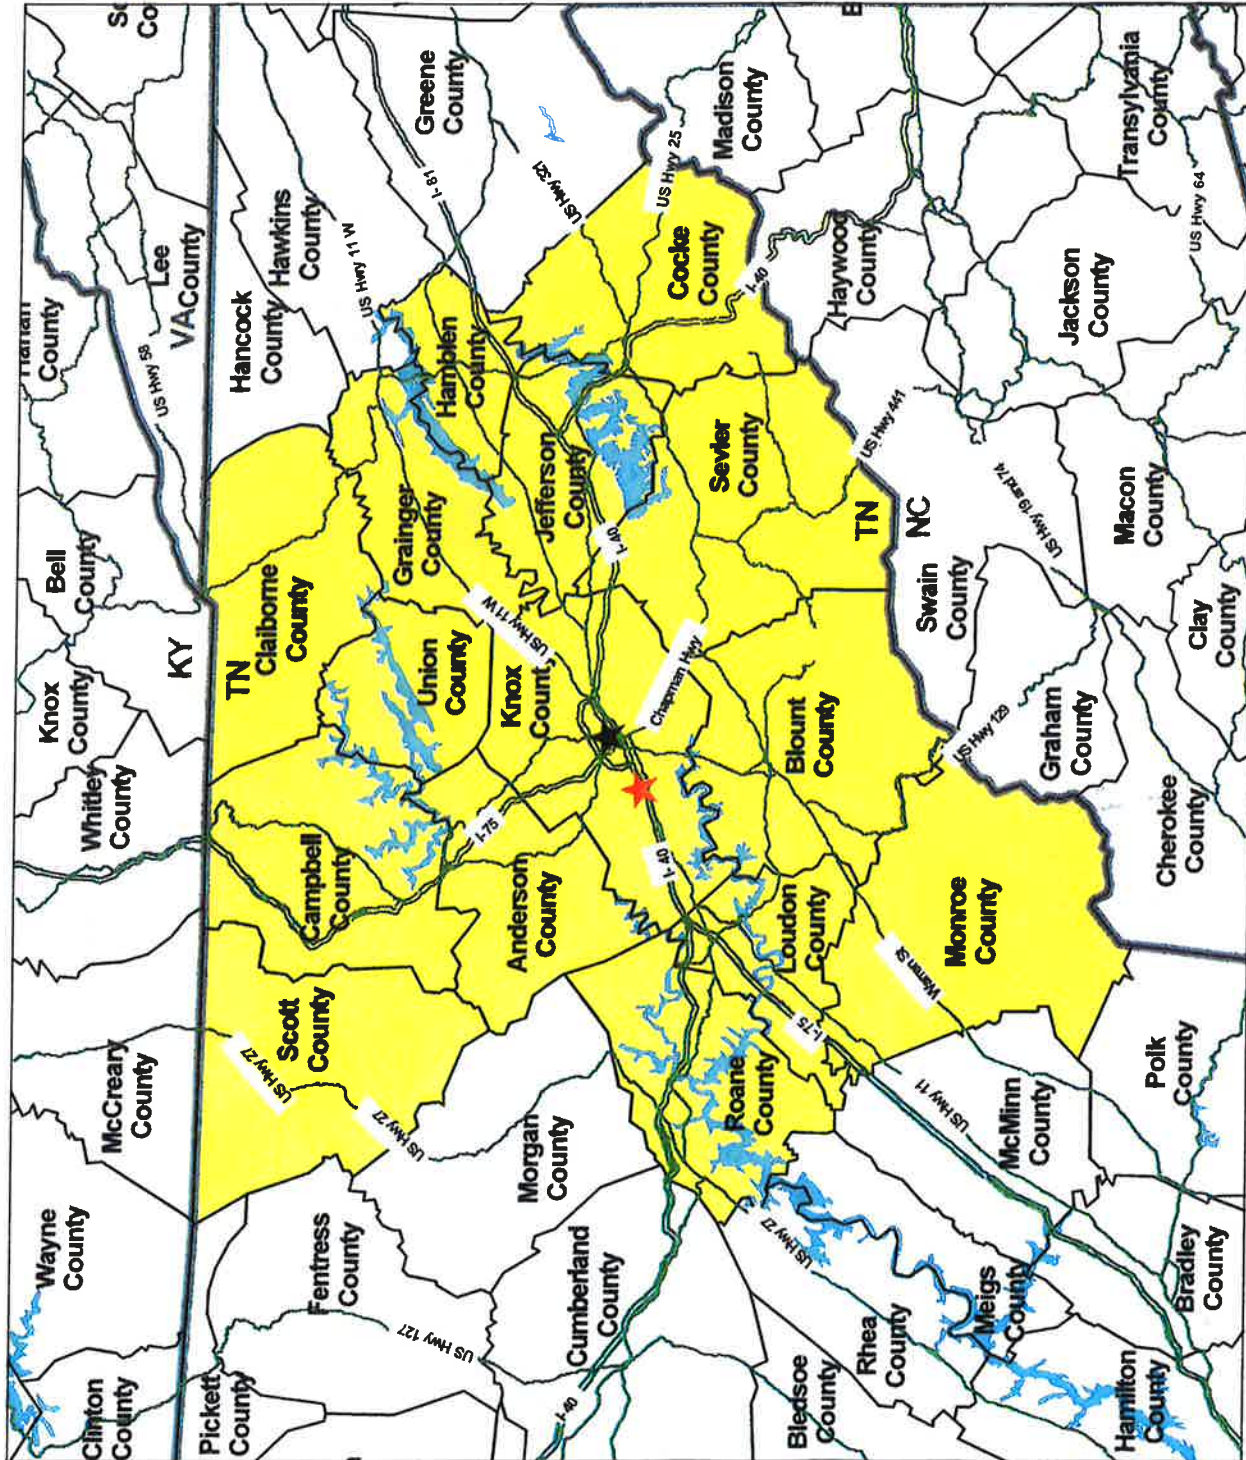 Clinton
County
Wayne
County
McCreary
County
Whitley
County
Knox
County
Bell
County
County
Lee
VACounty
US Hwy 58
KY
TN
Pickett
County
Fentress
County
US Hwy 127
Scott
County
US Hwy 27
US Hwy 27
Campbell
County
Claiborne
County
Hancock
County
Hawkins
County
US Hwy 11 W
Greene
County
I- 81
US Hwy 321
Morgan
County
Anderson
County
I-75
Union
County
Grainger
County
Hamblen
County
Knox
County
US Hwy 11 W
Jefferson
County
I-40
Cumberland
County
I- 40
Roane
County
I- 40
Chapman Hwy
Sevier
County
Cocke
County
US Hwy 25
I-40
Madison
County
Bledsoe
County
Rhea
County
US Hwy 27
Loudon
County
I-75
Blount
County
TN
NC
US Hwy 441
Haywood
County
Meigs
County
McMinn
County
US Hwy 11
Monroe
County
US Hwy 129
Swain
County
Graham
County
US Hwy 19 and 74
Jackson
County
Transylvania
County
US Hwy 64
Hamilton
County
Bradley
County
Polk
County
Cherokee
County
Clay
County
Macon
County